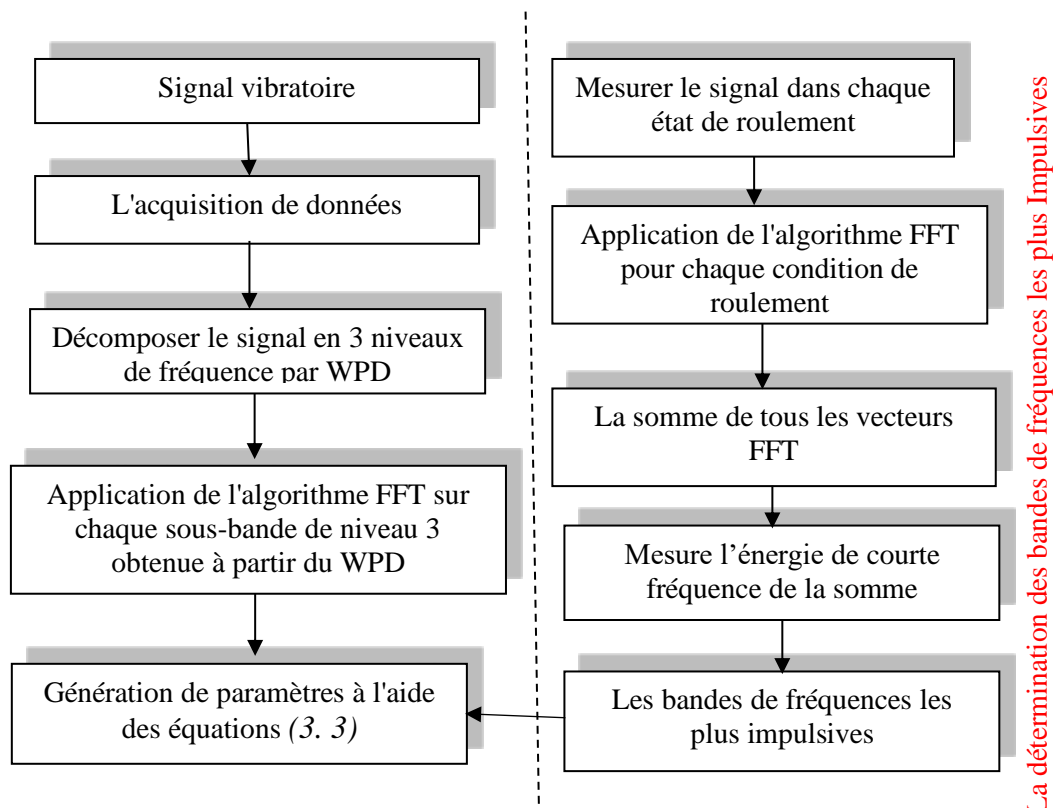 Signal vibratoire
L'acquisition de données
Décomposer le signal en 3 niveaux
de fréquence par WPD
Application de l'algorithme FFT sur
chaque sous-bande de niveau 3
obtenue à partir du WPD
Génération de paramètres à l'aide
des équations (3. 3)
Mesurer le signal dans chaque
état de roulement
Application de l'algorithme FFT
pour chaque condition de
roulement
La somme de tous les vecteurs
FFT
Mesure l’énergie de courte
fréquence de la somme
Les bandes de fréquences les
plus impulsives
La détermination des bandes de fréquences les plus Impulsives